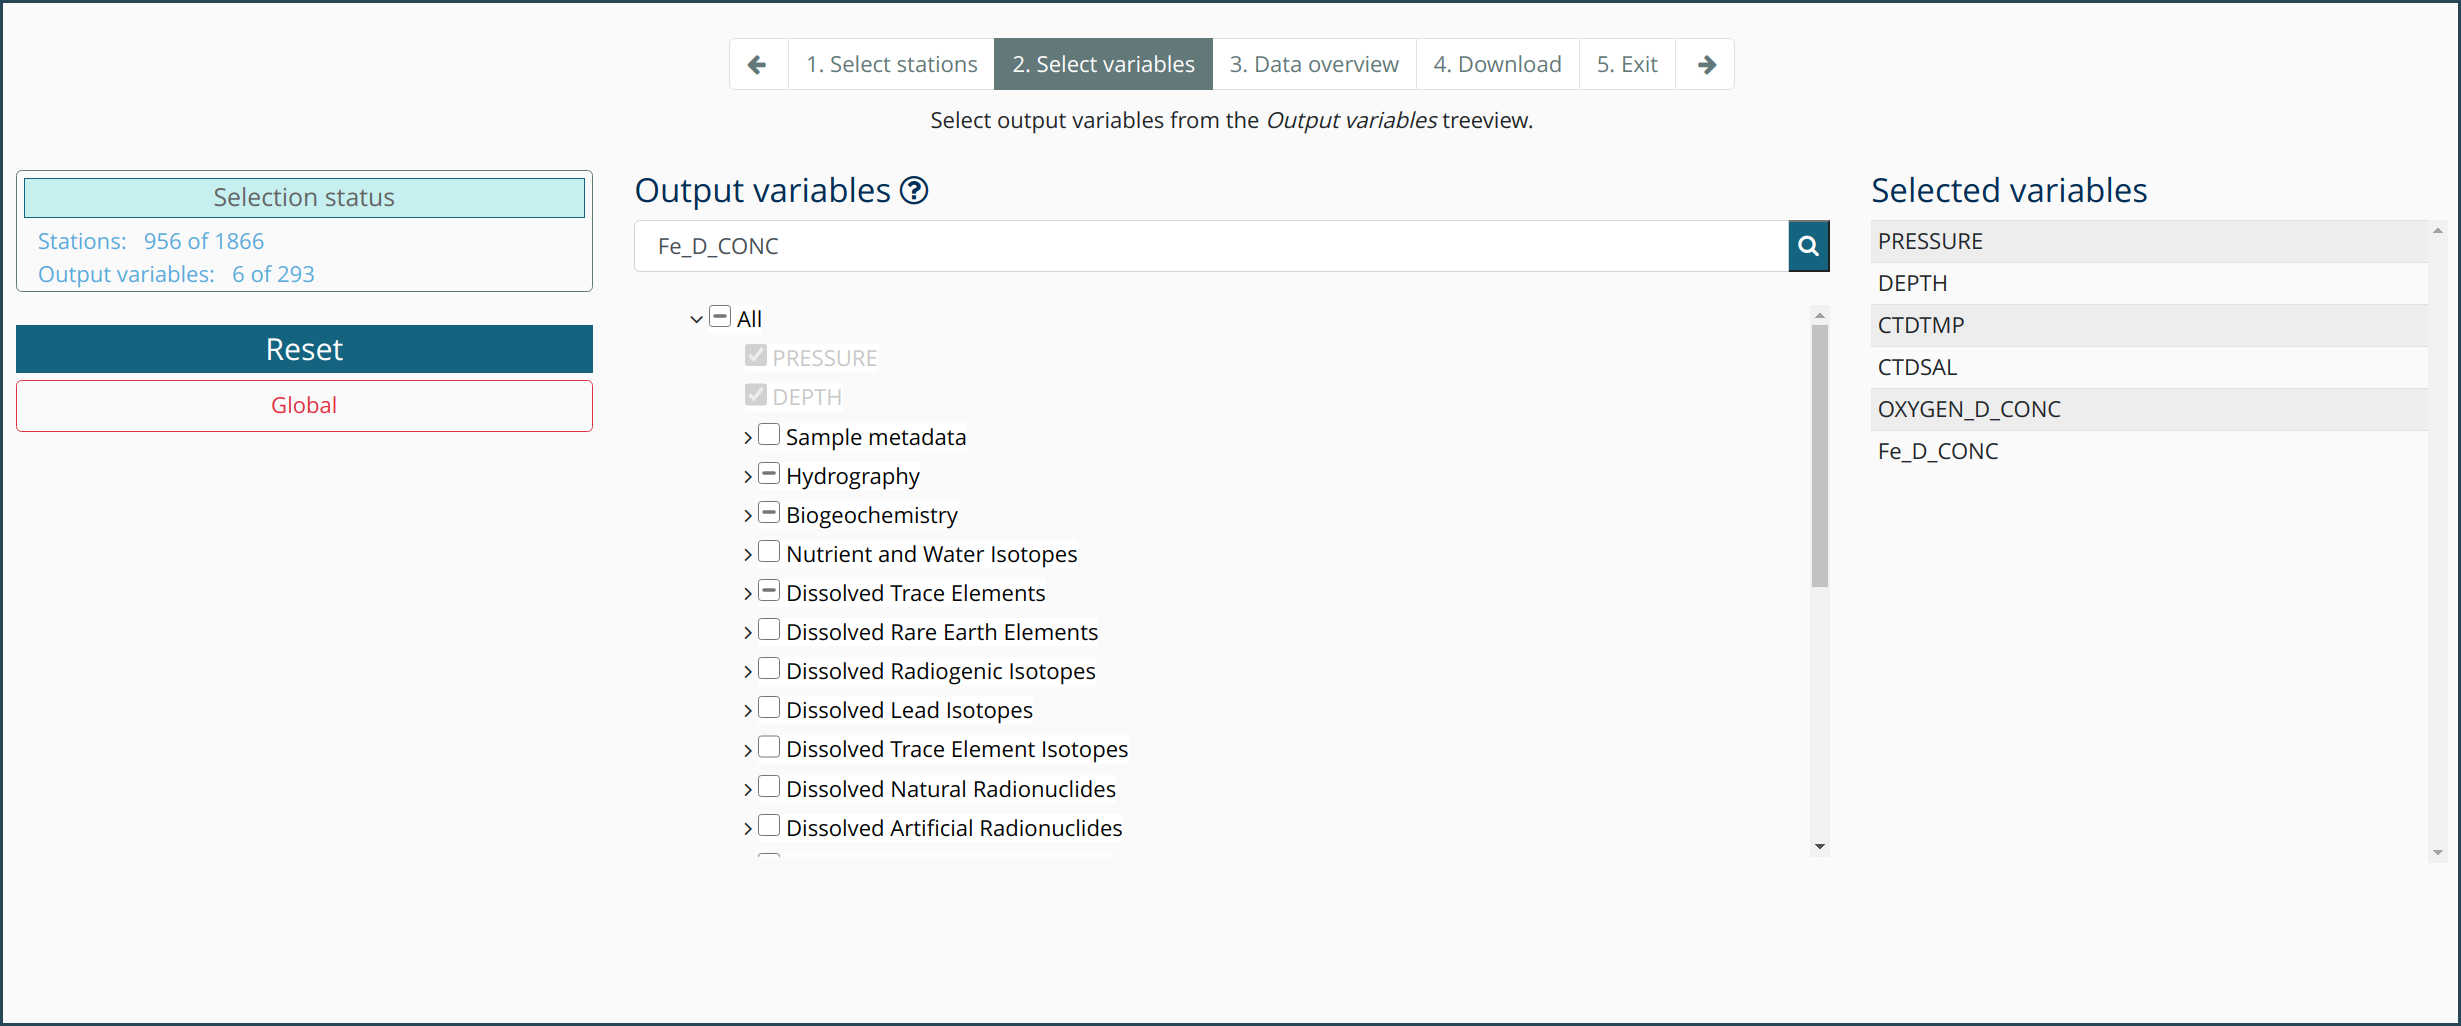 1. Select stations 2. Select variables 3. Data overview 4. Download 5. Exit
Select output variables from the Output variables treeview.
Selection status
Stations: 956 of 1866
Output variables: 6 of 293
Reset
Global
Output variables
Fe_D_CONC
All
PRESSURE
DEPTH
Sample metadata
Hydrography
Biogeochemistry
Nutrient and Water Isotopes
Dissolved Trace Elements
Dissolved Rare Earth Elements
Dissolved Radiogenic Isotopes
Dissolved Lead Isotopes
Dissolved Trace Element Isotopes
Dissolved Natural Radionuclides
Dissolved Artificial Radionuclides
Selected variables
PRESSURE
DEPTH
CTDTMP
CTDSAL
OXYGEN_D_CONC
Fe_D_CONC